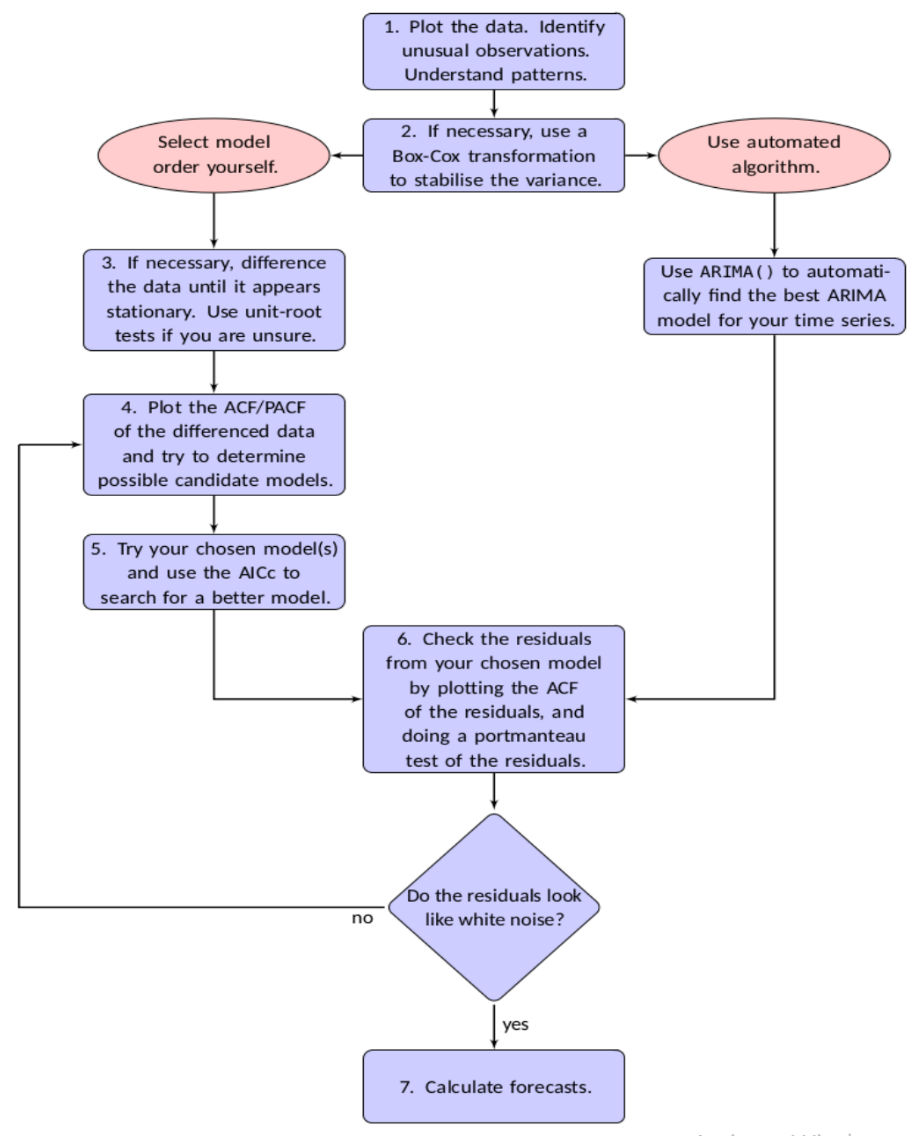 1. Plot the data. Identify
unusual observations.
Understand patterns.
Select model
order yourself.
2. If necessary, use a
Box-Cox transformation
to stabilise the variance.
Use automated
algorithm.
3. If necessary, difference
the data until it appears
stationary. Use unit-root
tests if you are unsure.
Use ARIMA() to automati-
cally find the best ARIMA
model for your time series.
4. Plot the ACF/PACF
of the differenced data
and try to determine
possible candidate models.
5. Try your chosen model(s)
and use the AICc to
search for a better model.
6. Check the residuals
from your chosen model
by plotting the ACF
of the residuals, and
doing a portmanteau
test of the residuals.
Do the residuals look
like white noise?
no
yes
7. Calculate forecasts.